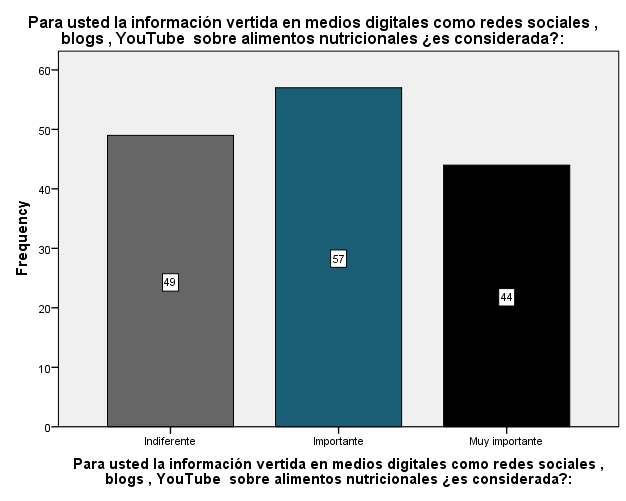 Para usted la información vertida en medios digitales como redes sociales ,
blogs , YouTube  sobre alimentos nutricionales ¿es considerada?:
60
50
40
30
20
10
0
Frequency
49
57
44
Indiferente
Importante
Muy importante
Para usted la información vertida en medios digitales como redes sociales ,
blogs , YouTube  sobre alimentos nutricionales ¿es considerada?: